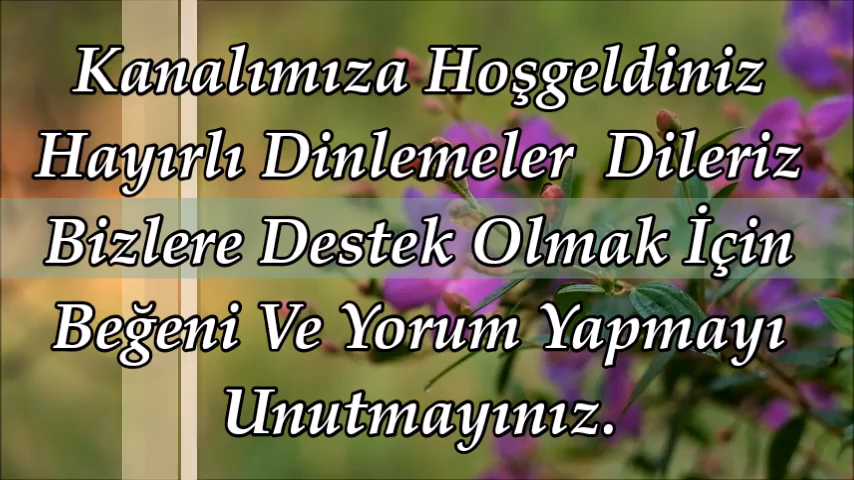 Kanalımıza Hoşgeldiniz
Hayırlı Dinlemeler Dileriz
Bizlere Destek Olmak İçin
Beğeni Ve Yorum Yapmayı
Unutmayınız.